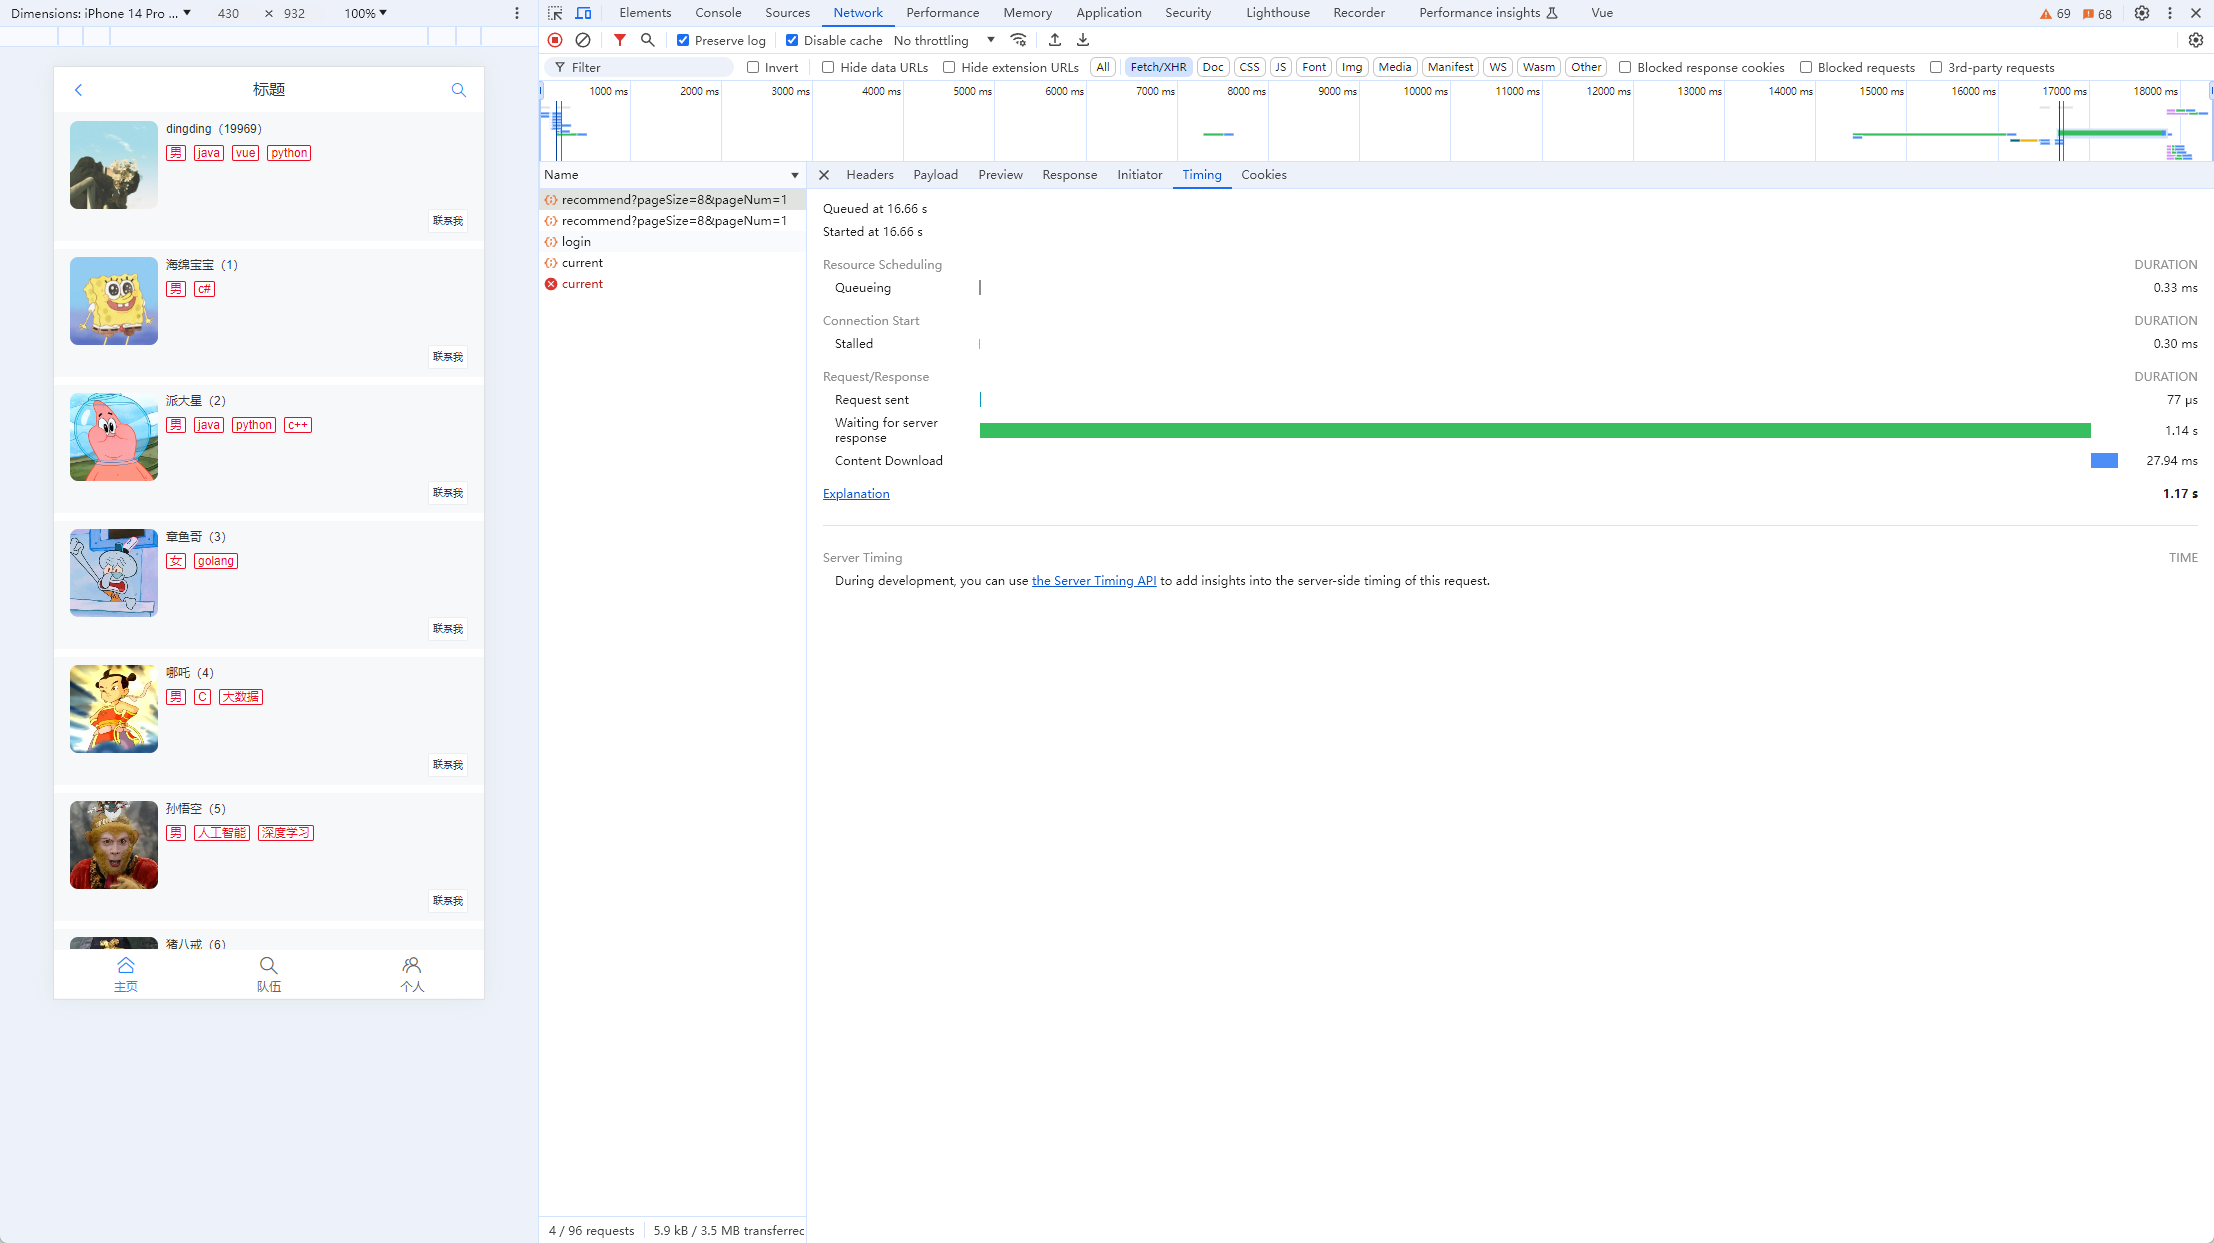 Dimensions: iPhone 14 Pro ... 430 × 932 100%
标题
dingding（19969）
男 java vue python
联系我
海绵宝宝（1）
男 c#
联系我
派大星（2）
男 java python c++
联系我
章鱼哥（3）
女 golang
联系我
哪吒（4）
男 C 大数据
联系我
孙悟空（5）
男 人工智能 深度学习
联系我
猪八戒（6）
主页 队伍 个人
Elements Console Sources Network Performance Memory Application Security Lighthouse Recorder Performance insights Vue 69 68
Preserve log Disable cache No throttling
Filter Invert Hide data URLs Hide extension URLs All Fetch/XHR Doc CSS JS Font Img Media Manifest WS Wasm Other Blocked response cookies Blocked requests 3rd-party requests
1000 ms 2000 ms 3000 ms 4000 ms 5000 ms 6000 ms 7000 ms 8000 ms 9000 ms 10000 ms 11000 ms 12000 ms 13000 ms 14000 ms 15000 ms 16000 ms 17000 ms 18000 ms
Name
recommend?pageSize=8&pageNum=1
recommend?pageSize=8&pageNum=1
login
current
current
4 / 96 requests 5.9 kB / 3.5 MB transferrec
Headers Payload Preview Response Initiator Timing Cookies
Queued at 16.66 s
Started at 16.66 s
Resource Scheduling DURATION
Queueing 0.33 ms
Connection Start DURATION
Stalled 0.30 ms
Request/Response DURATION
Request sent 77 μs
Waiting for server
response 1.14 s
Content Download 27.94 ms
Explanation 1.17 s
Server Timing TIME
During development, you can use the Server Timing API to add insights into the server-side timing of this request.